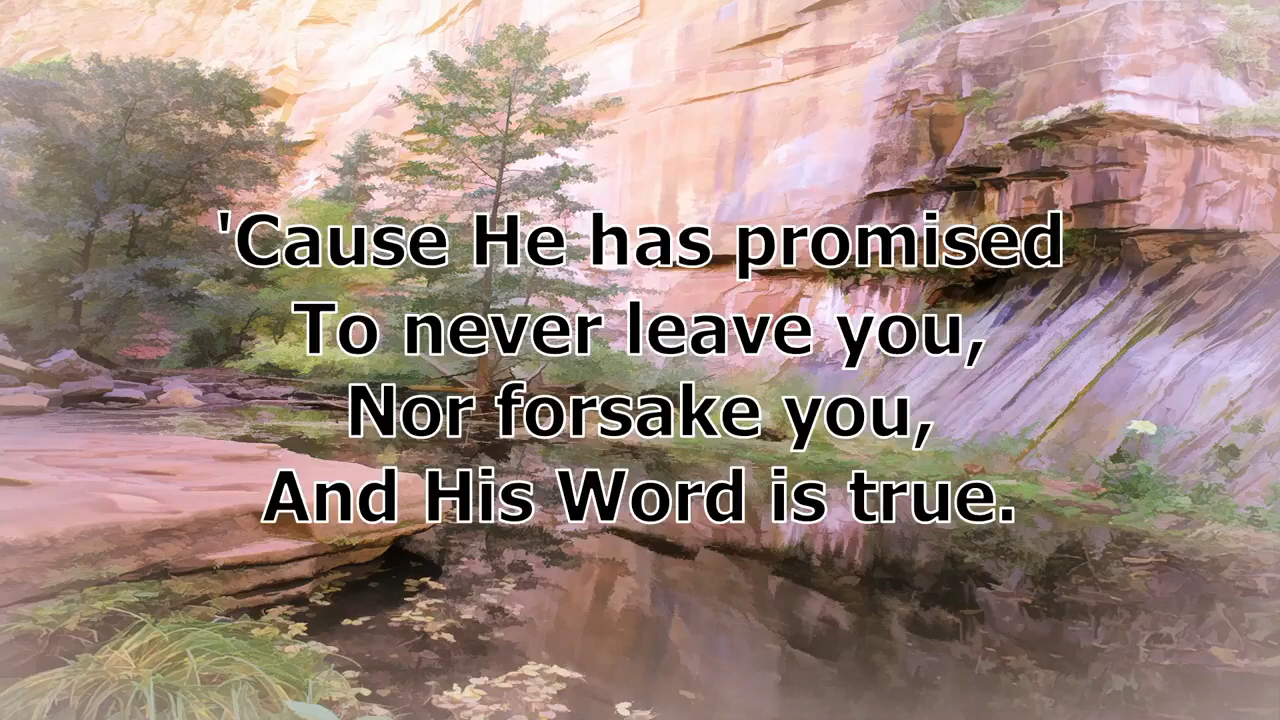 'Cause He has promised
To never leave you,
Nor forsake you,
And His Word is true.